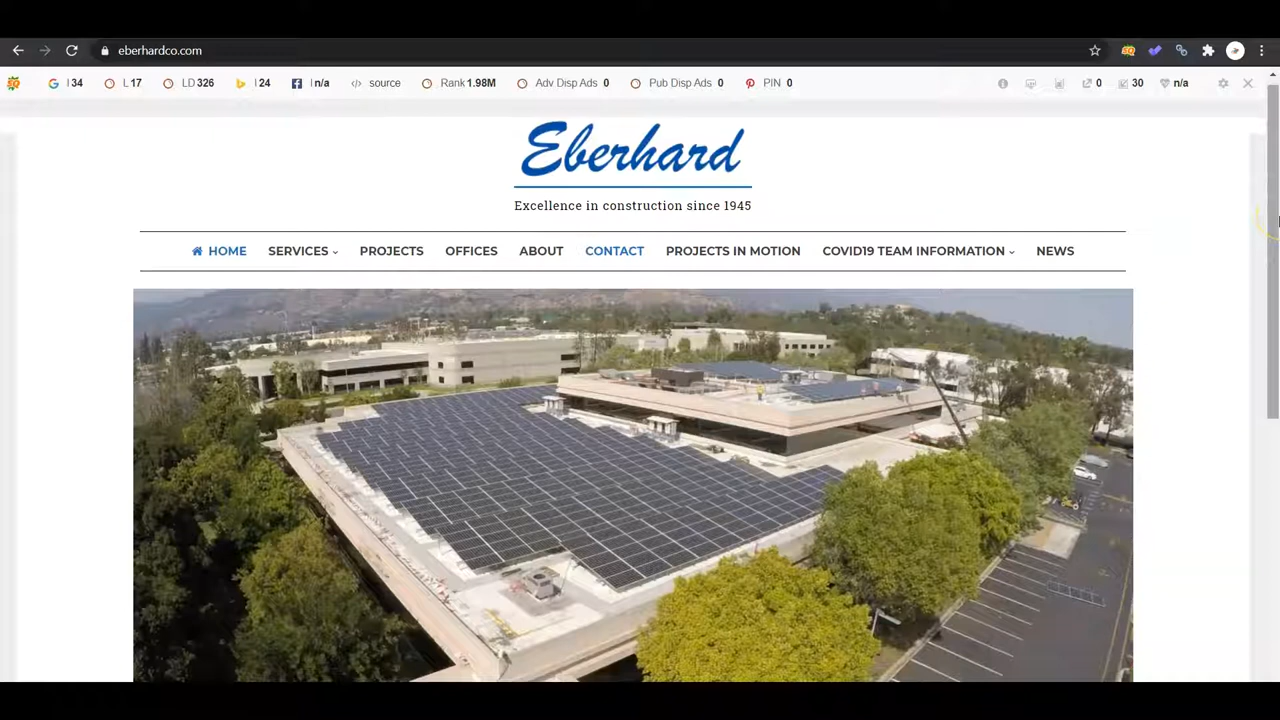 eberhardco.com
I 34 L 17 LD 326 I 24 I n/a source Rank 1.98M Adv Disp Ads 0 Pub Disp Ads 0 PIN 0 0 30 n/a
Eberhard
Excellence in construction since 1945
HOME SERVICES PROJECTS OFFICES ABOUT CONTACT PROJECTS IN MOTION COVID19 TEAM INFORMATION NEWS